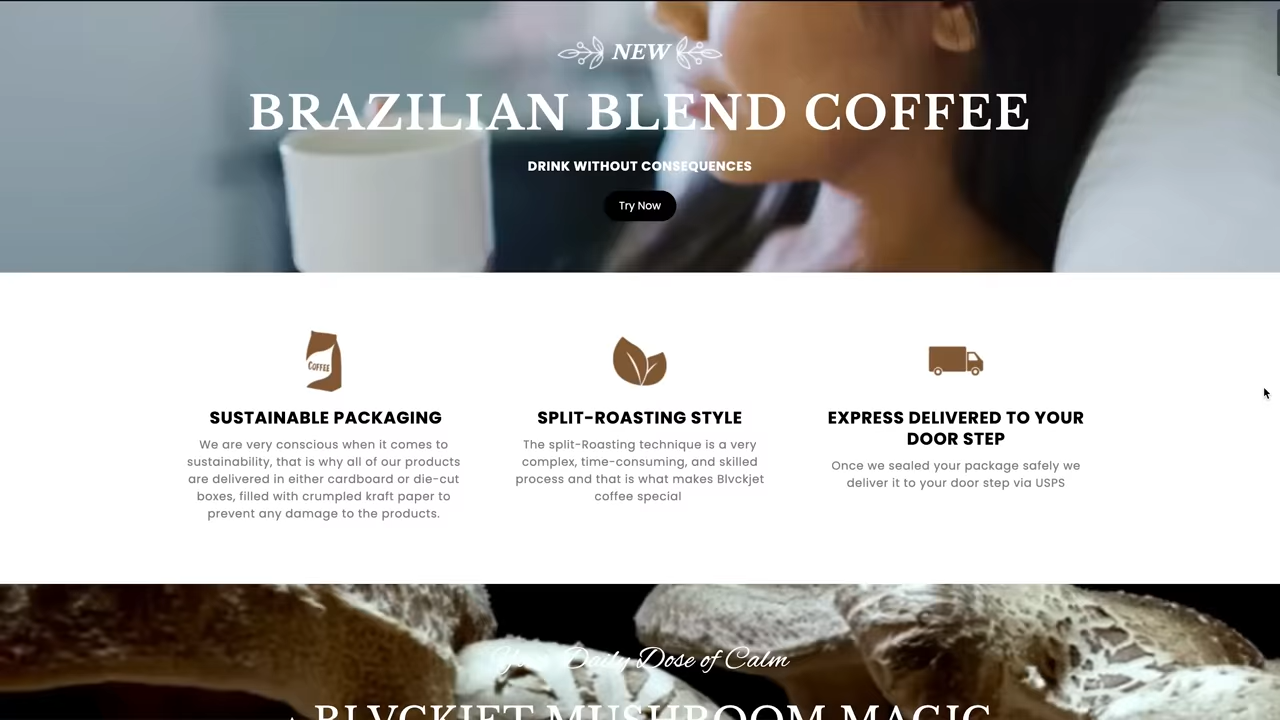 NEW
BRAZILIAN BLEND COFFEE
DRINK WITHOUT CONSEQUENCES
Try Now
COFFEE
SUSTAINABLE PACKAGING
We are very conscious when it comes to
sustainability, that is why all of our products
are delivered in either cardboard or die-cut
boxes, filled with crumpled kraft paper to
prevent any damage to the products.
SPLIT-ROASTING STYLE
The split-Roasting technique is a very
complex, time-consuming, and skilled
process and that is what makes Blvckjet
coffee special
EXPRESS DELIVERED TO YOUR
DOOR STEP
Once we sealed your package safely we
deliver it to your door step via USPS
Your Daily Dose of Calm
BLVCKJET MUSHROOM MAGIC